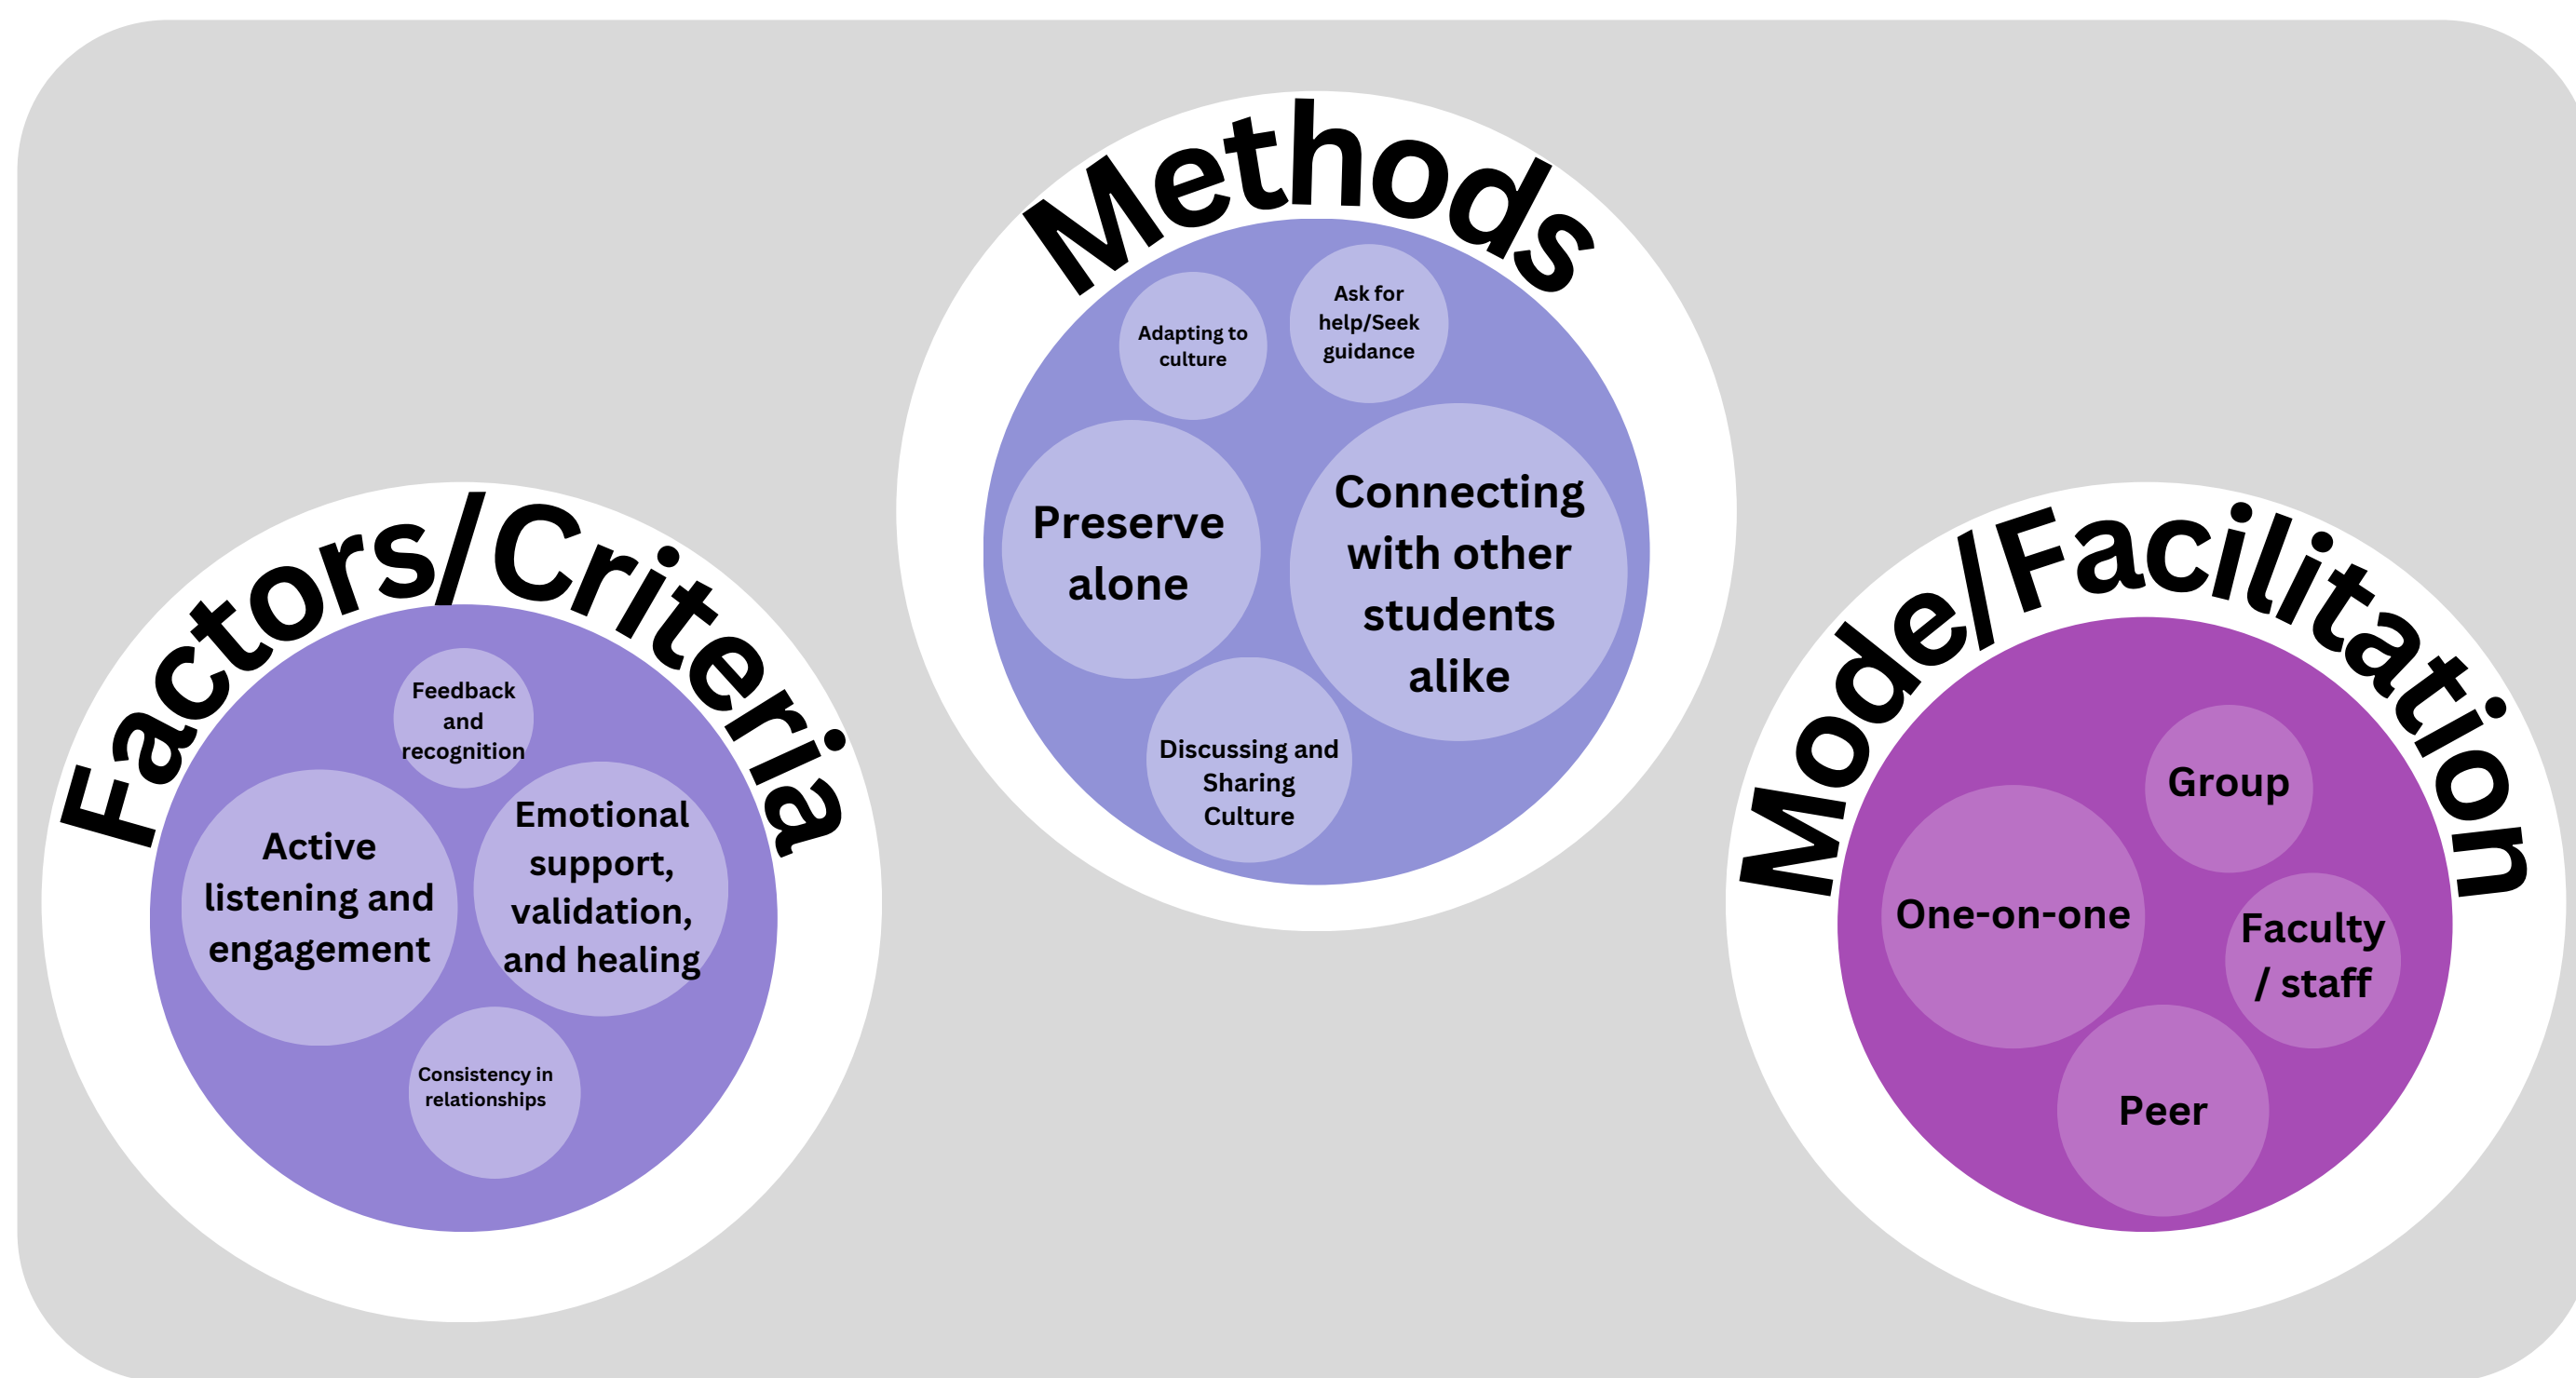 Factors/Criteria
Feedback
and
recognition
Active
listening and
engagement
Emotional
support,
validation,
and healing
Consistency in
relationships
Methods
Adapting to
culture
Ask for
help/Seek
guidance
Preserve
alone
Connecting
with other
students
alike
Discussing and
Sharing
Culture
Mode/Facilitation
Group
One-on-one
Faculty
/ staff
Peer